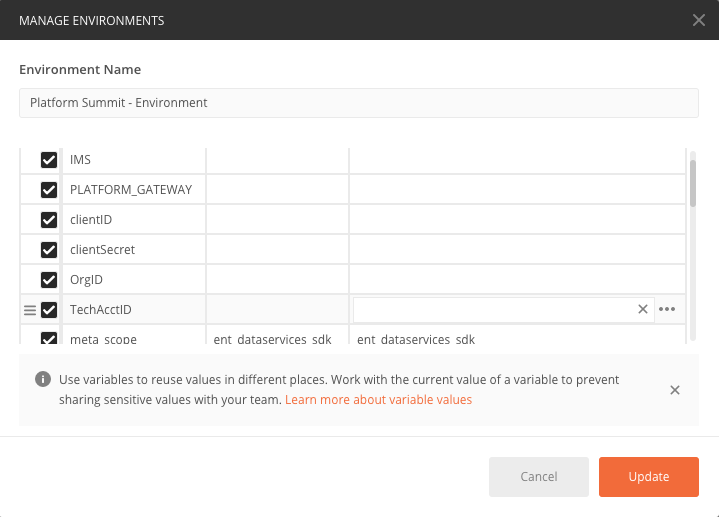 MANAGE ENVIRONMENTS
Environment Name
Platform Summit - Environment
IMS
PLATFORM_GATEWAY
clientID
clientSecret
OrgID
TechAcctID
meta_scope ent_dataservices_sdk ent_dataservices_sdk
Use variables to reuse values in different places. Work with the current value of a variable to prevent
sharing sensitive values with your team. Learn more about variable values
Cancel Update